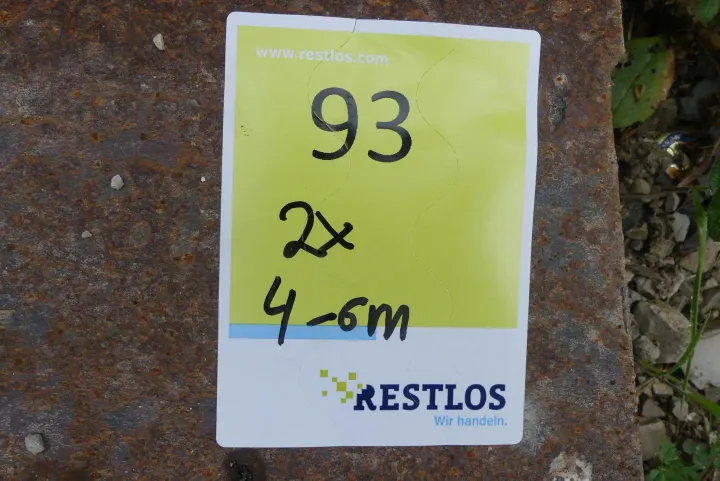 www.restlos.com
93
2x
4-6m
RESTLOS
Wir handeln.